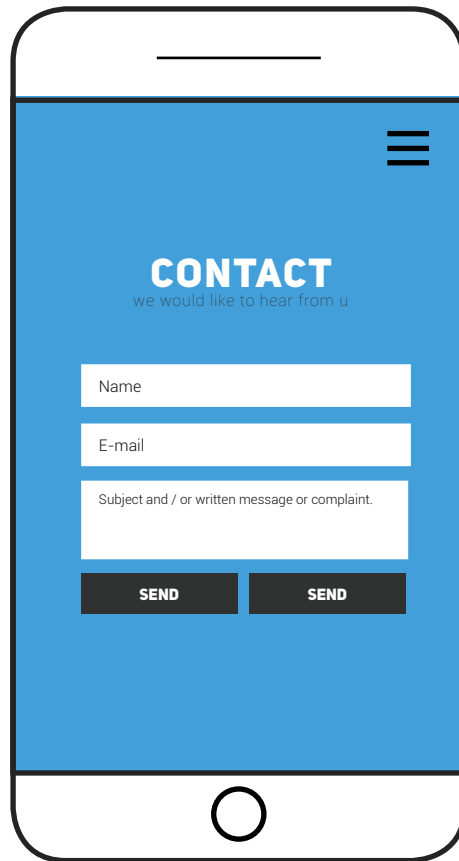 CONTACT
we would like to hear from u
Name
E-mail
Subject and / or written message or complaint.
SEND SEND